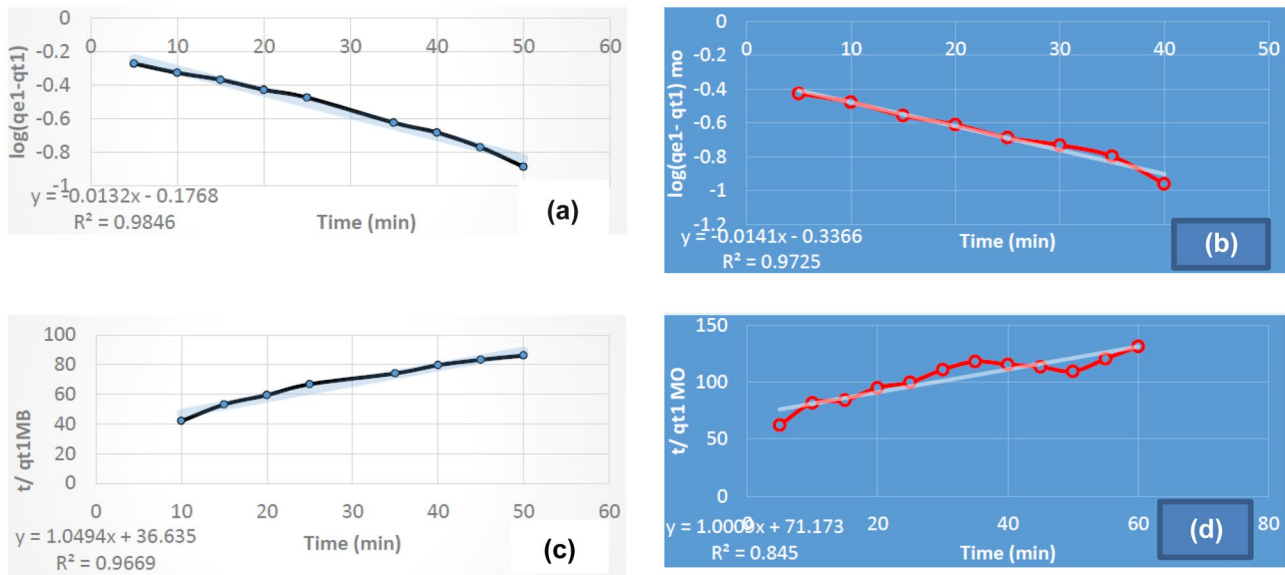 0
0 10 20 30 40 50 60
-0.2
-0.4
-0.6
-0.8
-1
log(qe1-qt1)
y = -0.0132x - 0.1768
R² = 0.9846
Time (min)
(a)
0
0 10 20 30 40 50
-0.2
-0.4
-0.6
-0.8
-1
-1.2
log(qe1- qt1) mo
y = -0.0141x - 0.3366
R² = 0.9725
Time (min)
(b)
100
80
60
40
20
0
0 10 20 30 40 50 60
t/ qt1MB
y = 1.0494x + 36.635
R² = 0.9669
Time (min)
(c)
150
100
50
0
0 20 40 60 80
t/ qt1 MO
y = 1.0009x + 71.173
R² = 0.845
Time (min)
(d)